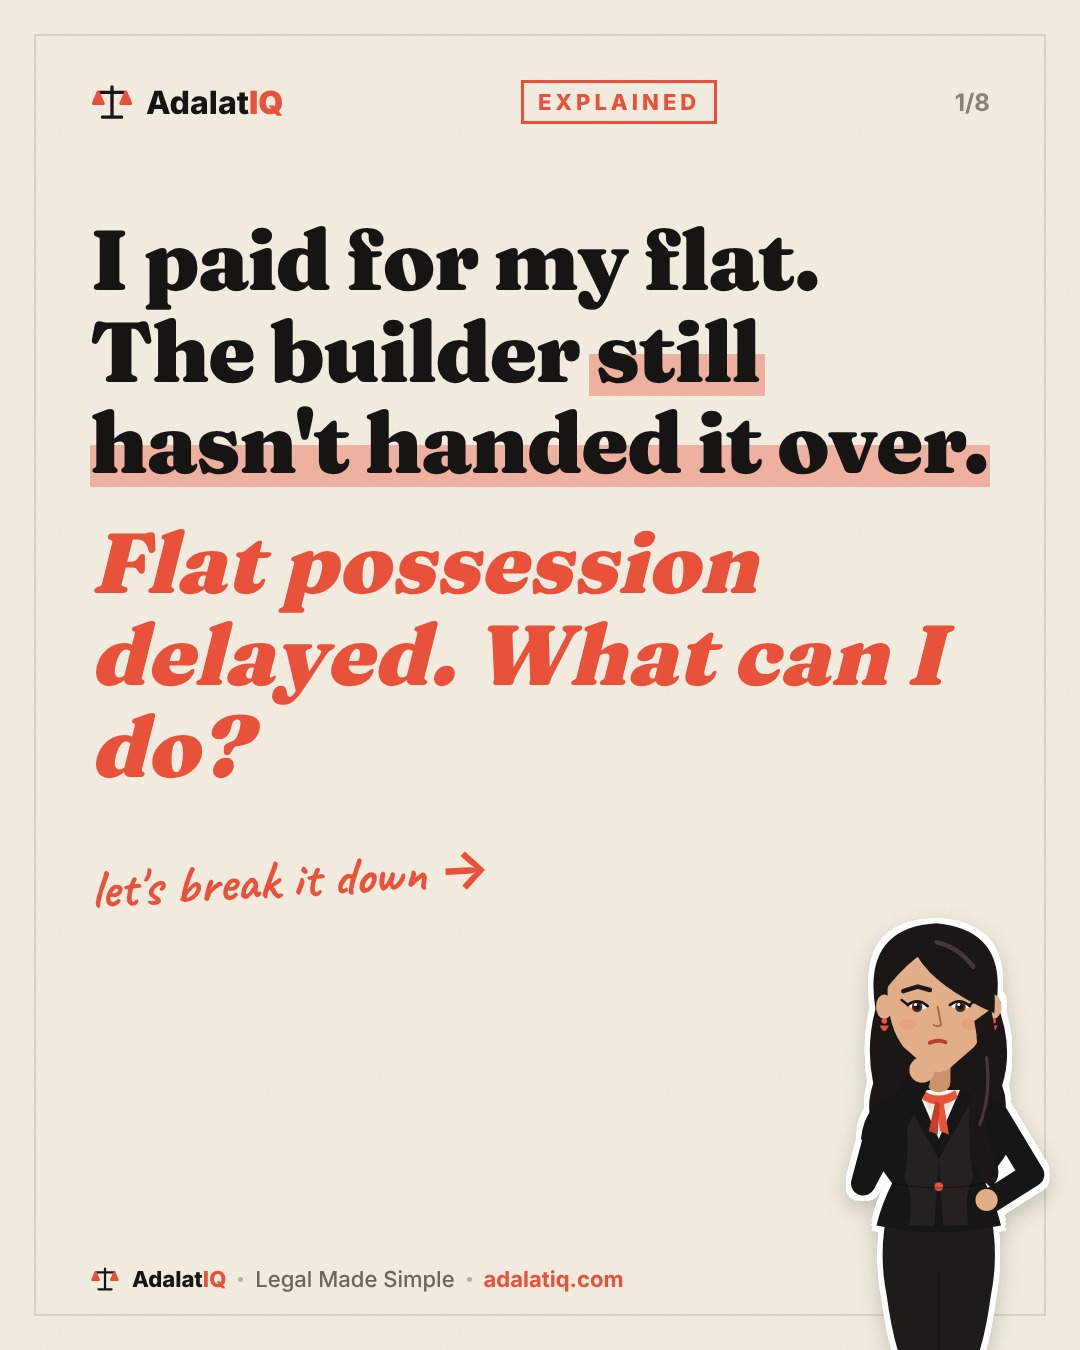 AdalatIQ
EXPLAINED
1/8
I paid for my flat.
The builder still
hasn't handed it over.
Flat possession
delayed. What can I
do?
let's break it down →
AdalatIQ • Legal Made Simple • adalatiq.com